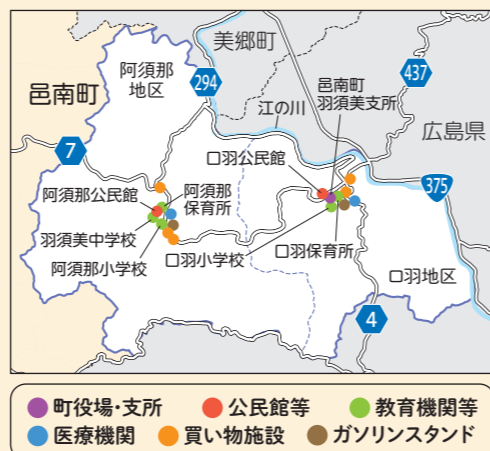 美郷町
阿須那
地区
294
邑南町
羽須美支所
437
邑南町
江の川
広島県
7
口羽公民館
375
阿須那公民館
阿須那
保育所
羽須美中学校
阿須那小学校
口羽小学校
口羽保育所
口羽地区
4
町役場・支所
公民館等
教育機関等
医療機関
買い物施設
ガソリンスタンド